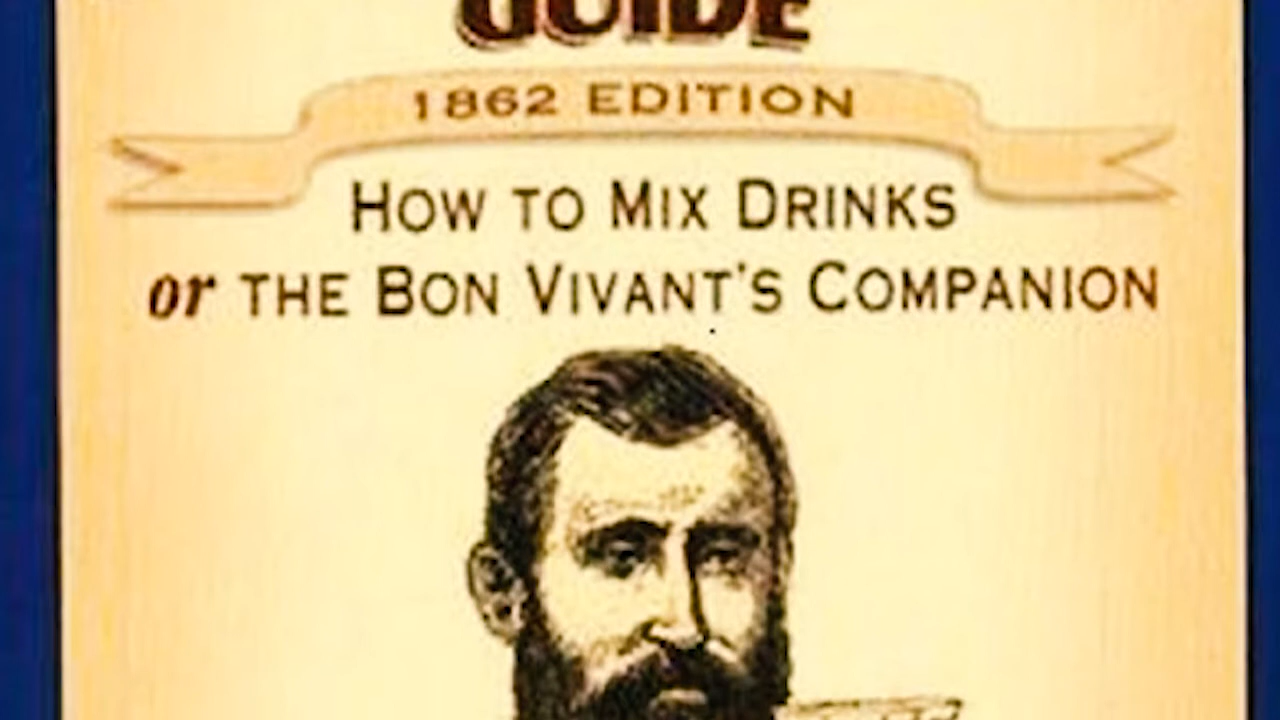 GUIDE
1862 EDITION
HOW TO MIX DRINKS
or THE BON VIVANT'S COMPANION